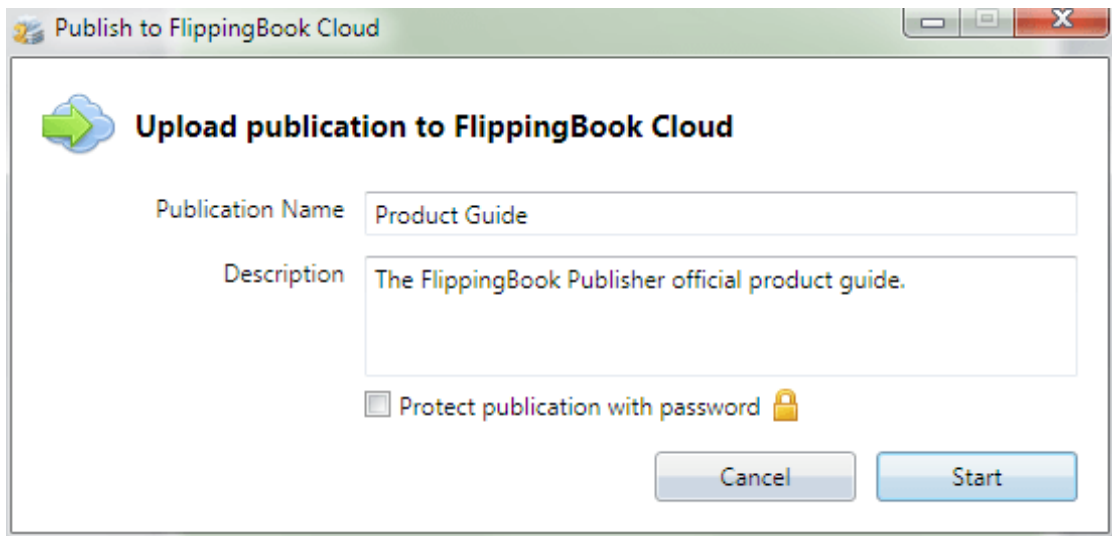 Publish to FlippingBook Cloud
Upload publication to FlippingBook Cloud
Publication Name Product Guide
Description The FlippingBook Publisher official product guide.
Protect publication with password
Cancel Start